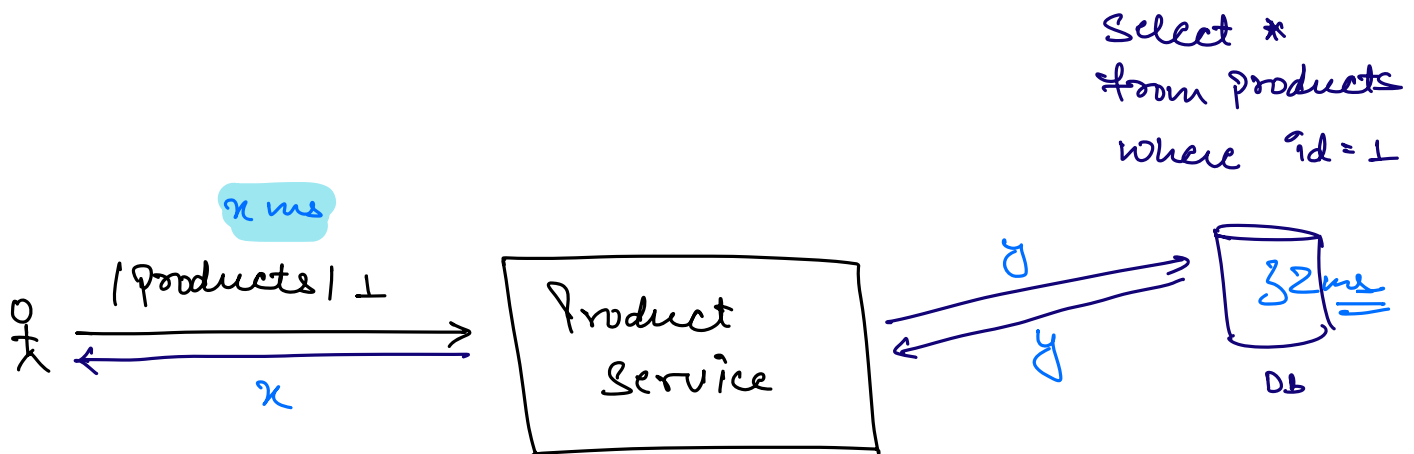 Select *
from products
where id = 1
x ms
/products/1
x
Product
Service
y
y
32ms
Db